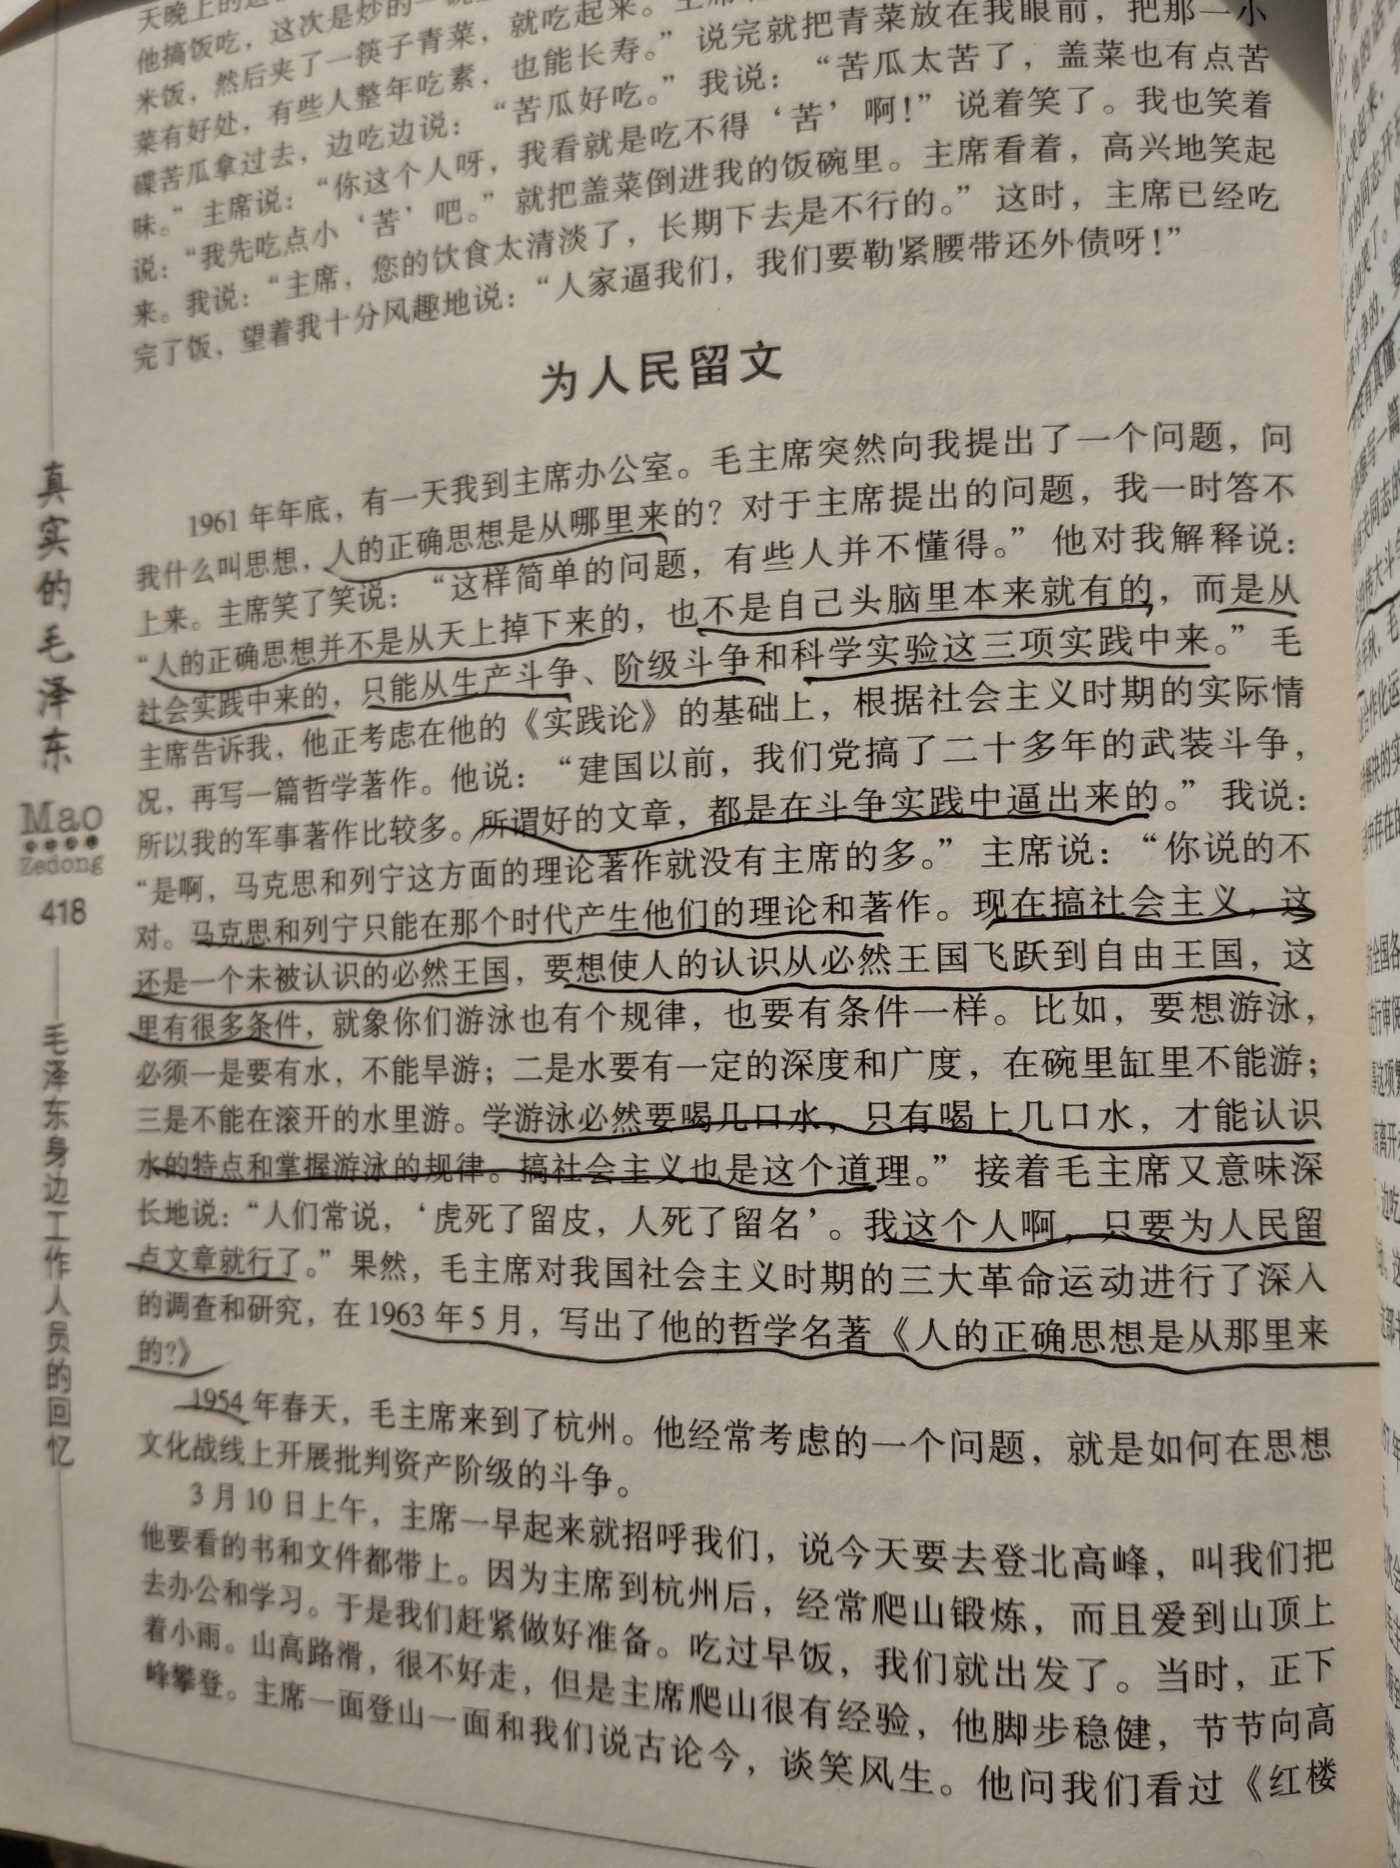 他搞饭吃，这次是炒的一碗
米饭，然后夹了一筷子青菜，就吃起来。主席
菜有好处，有些人整年吃素，也能长寿。”说完就把青菜放在我眼前，把那一小
碟苦瓜拿过去，边吃边说：“苦瓜好吃。”我说：“苦瓜太苦了，盖菜也有点苦
味。”主席说：“你这个人呀，我看就是吃不得‘苦’啊！”说着笑了。我也笑着
说：“我先吃点小‘苦’吧。”就把盖菜倒进我的饭碗里。主席看着，高兴地笑起
来。我说：“主席，您的饮食太清淡了，长期下去是不行的。”这时，主席已经吃
完了饭，望着我十分风趣地说：“人家逼我们，我们要勒紧腰带还外债呀！”
为人民留文
1961年年底，有一天我到主席办公室。毛主席突然向我提出了一个问题，问
我什么叫思想，人的正确思想是从哪里来的？对于主席提出的问题，我一时答不
上来。主席笑了笑说：“这样简单的问题，有些人并不懂得。”他对我解释说：
“人的正确思想并不是从天上掉下来的，也不是自己头脑里本来就有的，而是从
社会实践中来的，只能从生产斗争、阶级斗争和科学实验这三项实践中来。”毛
主席告诉我，他正考虑在他的《实践论》的基础上，根据社会主义时期的实际情
况，再写一篇哲学著作。他说：“建国以前，我们党搞了二十多年的武装斗争，
所以我的军事著作比较多。所谓好的文章，都是在斗争实践中逼出来的。”我说：
“是啊，马克思和列宁这方面的理论著作就没有主席的多。”主席说：“你说的不
对。马克思和列宁只能在那个时代产生他们的理论和著作。现在搞社会主义，这
还是一个未被认识的必然王国，要想使人的认识从必然王国飞跃到自由王国，这
里有很多条件，就象你们游泳也有个规律，也要有条件一样。比如，要想游泳，
必须一是要有水，不能旱游；二是水要有一定的深度和广度，在碗里缸里不能游；
三是不能在滚开的水里游。学游泳必然要喝几口水，只有喝上几口水，才能认识
水的特点和掌握游泳的规律。搞社会主义也是这个道理。”接着毛主席又意味深
长地说：“人们常说，‘虎死了留皮，人死了留名’。我这个人啊，只要为人民留
点文章就行了。”果然，毛主席对我国社会主义时期的三大革命运动进行了深入
的调查和研究，在1963年5月，写出了他的哲学名著《人的正确思想是从那里来
的？》
1954年春天，毛主席来到了杭州。他经常考虑的一个问题，就是如何在思想
文化战线上开展批判资产阶级的斗争。
3月10日上午，主席一早起来就招呼我们，说今天要去登北高峰，叫我们把
他要看的书和文件都带上。因为主席到杭州后，经常爬山锻炼，而且爱到山顶上
去办公和学习。于是我们赶紧做好准备。吃过早饭，我们就出发了。当时，正下
着小雨。山高路滑，很不好走，但是主席爬山很有经验，他脚步稳健，节节向高
峰攀登。主席一面登山一面和我们说古论今，谈笑风生。他问我们看过《红楼
真实的毛泽东
Mao
Zedong
418
毛泽东身边工作人员的回忆